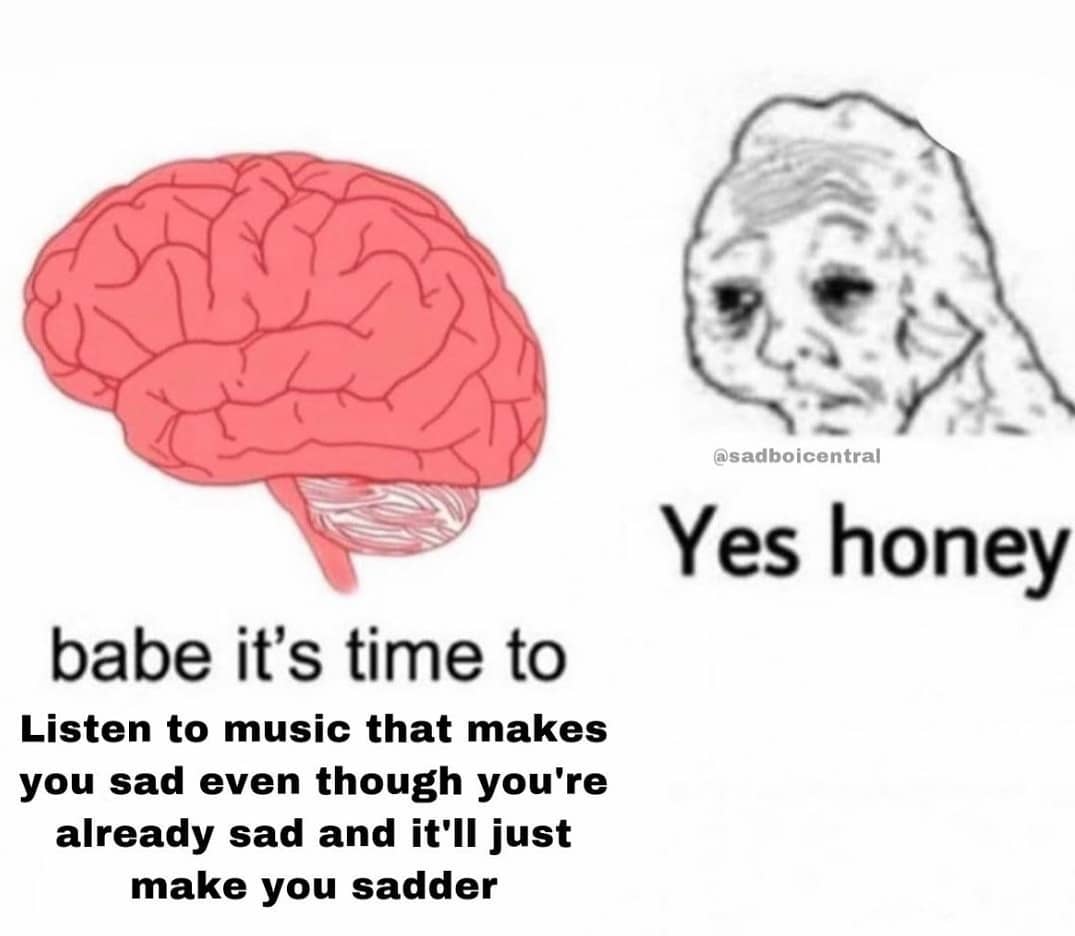 @sadboicentral
Yes honey
babe it’s time to
Listen to music that makes
you sad even though you're
already sad and it'll just
make you sadder